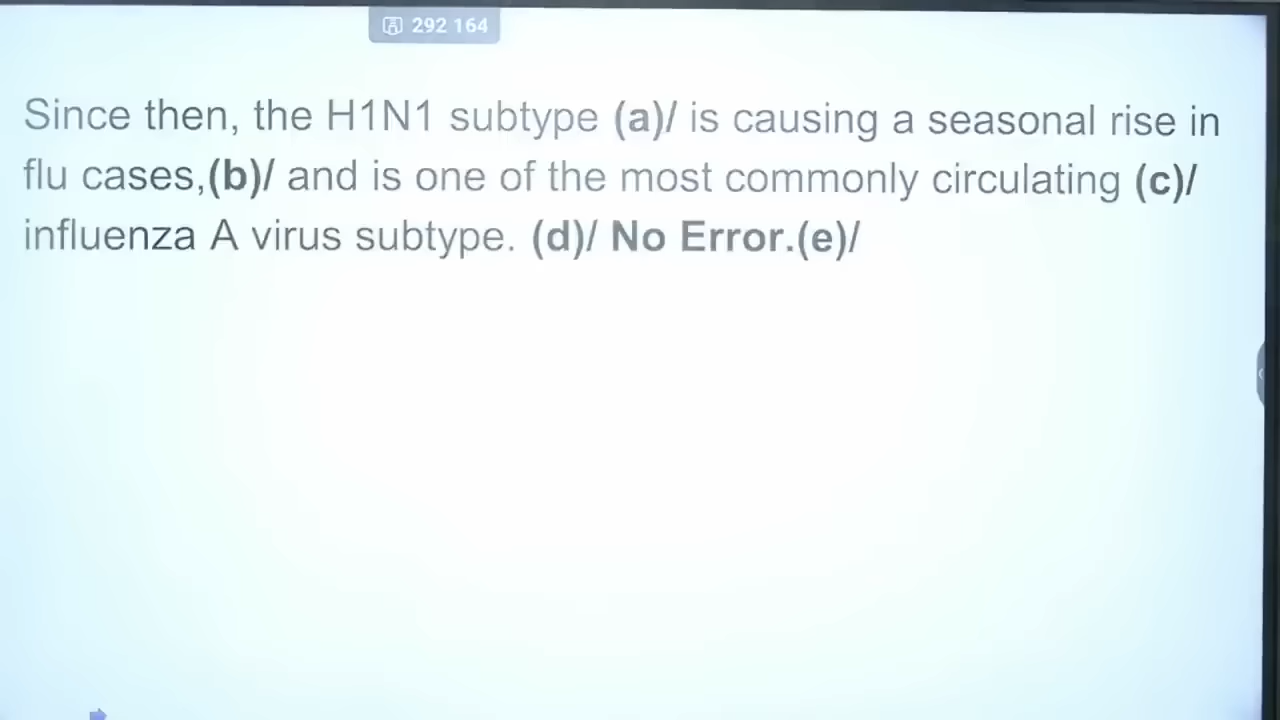 292 164
Since then, the H1N1 subtype (a)/ is causing a seasonal rise in
flu cases,(b)/ and is one of the most commonly circulating (c)/
influenza A virus subtype. (d)/ No Error.(e)/